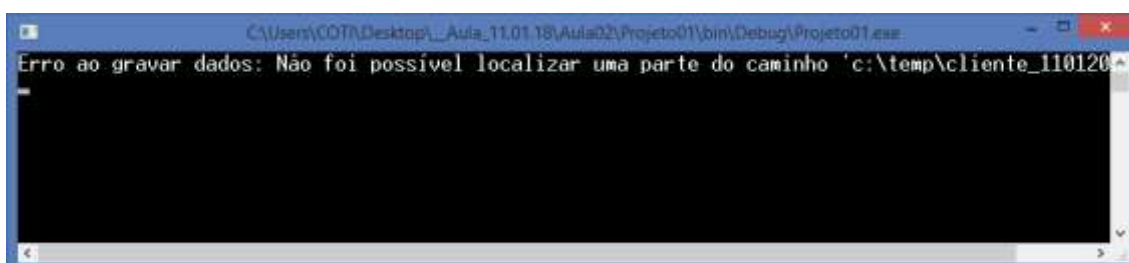 C:\Users\COTI\Desktop\__Aula_11.01.18\Aula02\Projeto01\bin\Debug\Projeto01.exe
Erro ao gravar dados: Não foi possível localizar uma parte do caminho 'c:\temp\cliente_110120